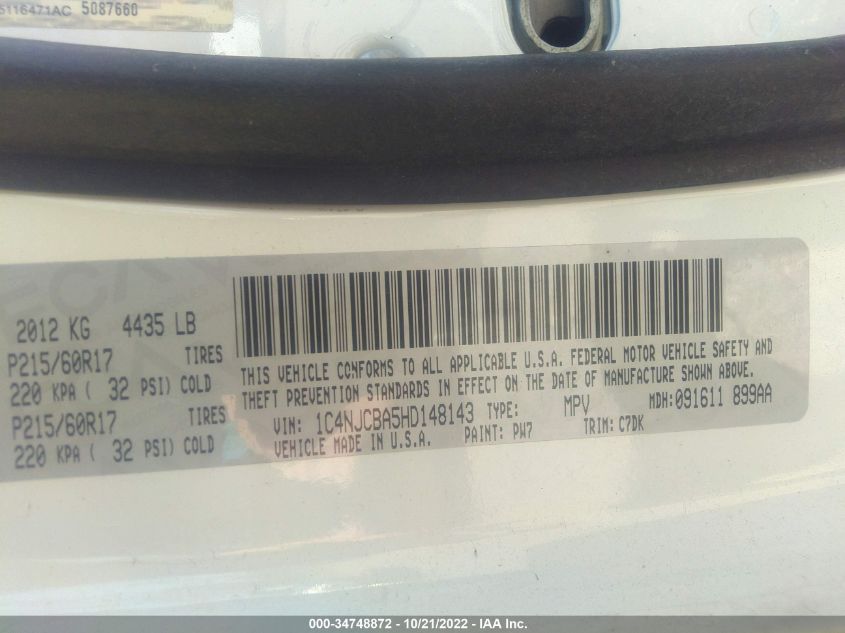 5116471AC 5087660
2012 KG 4435 LB
P215/60R17 TIRES
220 KPA ( 32 PSI) COLD
P215/60R17 TIRES
220 KPA ( 32 PSI) COLD
THIS VEHICLE CONFORMS TO ALL APPLICABLE U.S.A. FEDERAL MOTOR VEHICLE SAFETY AND
THEFT PREVENTION STANDARDS IN EFFECT ON THE DATE OF MANUFACTURE SHOWN ABOVE.
VIN: 1C4NJCBA5HD148143 TYPE: MPV MDH: 091611 899AA
VEHICLE MADE IN U.S.A. PAINT: PW7 TRIM: C7DK
000-34748872 - 10/21/2022 - IAA Inc.